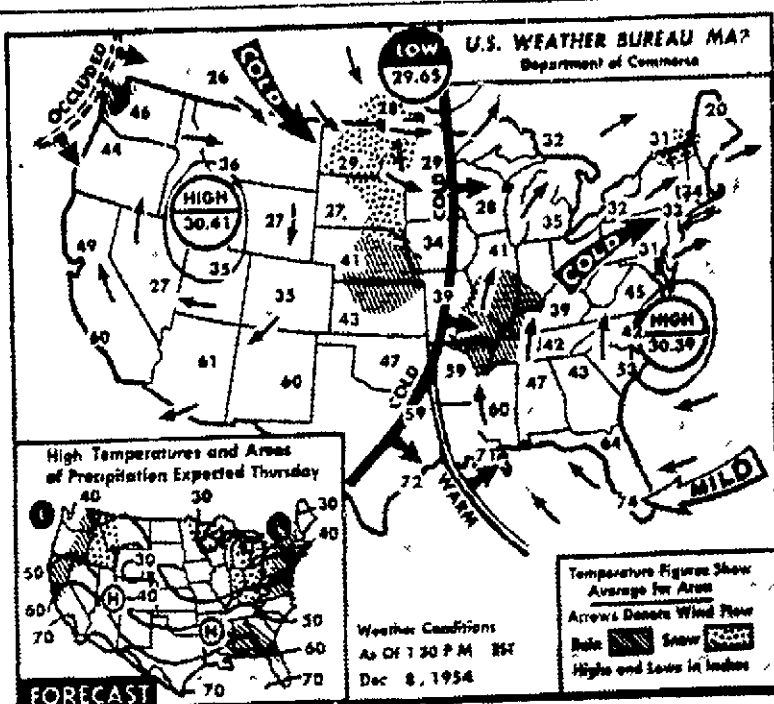 U.S. WEATHER BUREAU MA?
Department of Commerce
LOW
29.65
OCCLUDED
COLD
26
28
46
44
36
29
29
32
31
20
HIGH
30.41
27
27
COLD
28
35
32
33
34
49
35
41
41
COLD
31
27
35
39
39
45
60
43
42
42
HIGH
30.39
61
60
47
COLD
59
59
60
47
43
53
64
72
71
WARM
74
MILD
High Temperatures and Areas
of Precipitation Expected Thursday
40
30
30
40
50
30
40
60
70
H
H
50
60
70
70
FORECAST
Weather Conditions
As Of 1 30 P M EST
Dec 8, 1954
Temperature Figures Show
Average for Area
Arrows Denote Wind Flow
Rain
Snow
Highs and Lows in Inches